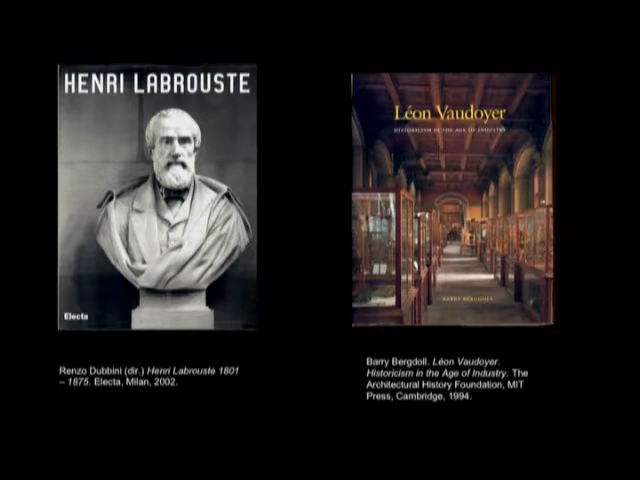 HENRI LABROUSTE
Electa
Léon Vaudoyer
HISTORICISM IN THE AGE OF INDUSTRY
BARRY BERGDOLL
Renzo Dubbini (dir.) Henri Labrouste 1801
– 1875. Electa, Milan, 2002.
Barry Bergdoll. Léon Vaudoyer.
Historicism in the Age of Industry. The
Architectural History Foundation, MIT
Press, Cambridge, 1994.